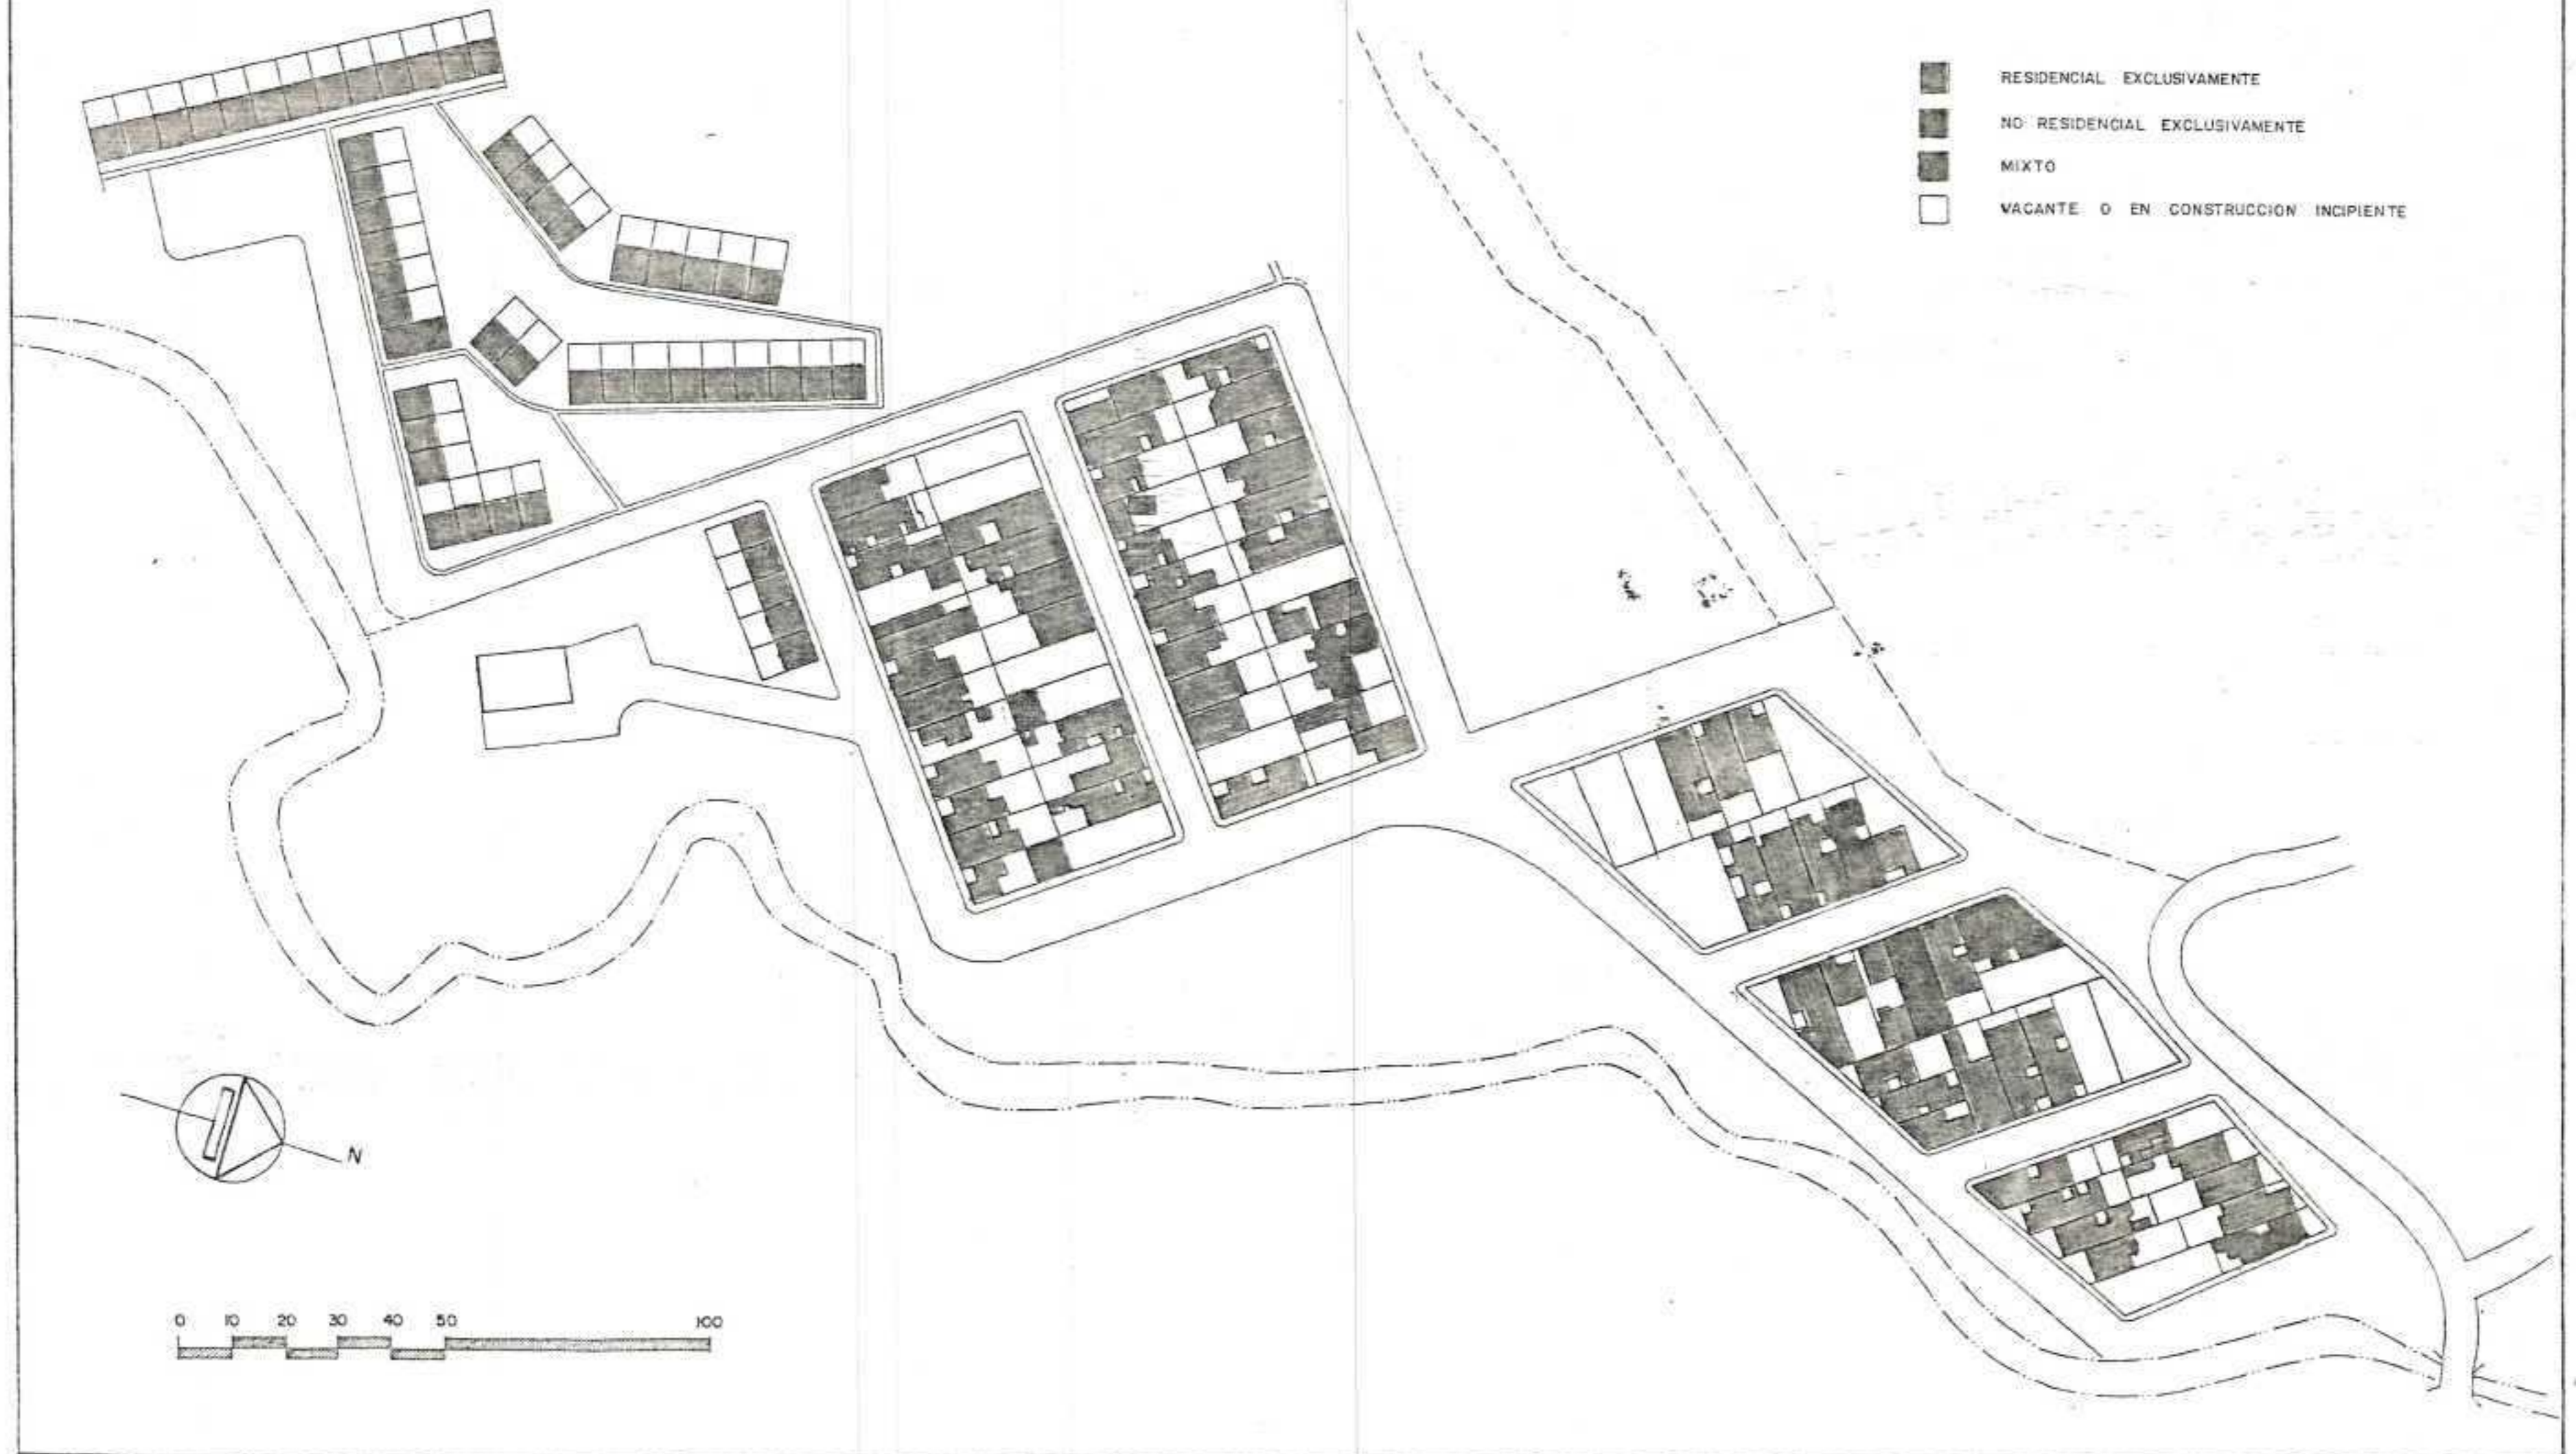 RESIDENCIAL EXCLUSIVAMENTE
NO RESIDENCIAL EXCLUSIVAMENTE
MIXTO
VACANTE O EN CONSTRUCCION INCIPIENTE
N
0 10 20 30 40 50 100